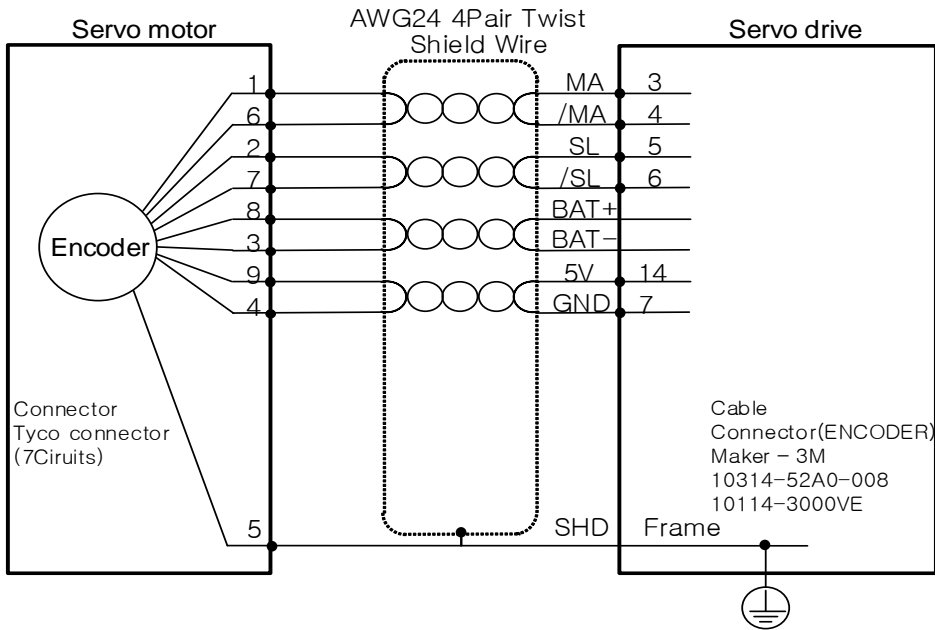 AWG24 4Pair Twist
Shield Wire
Servo motor
Servo drive
1 MA 3
6 /MA 4
2 SL 5
7 /SL 6
8 BAT+
3 BAT-
9 5V 14
4 GND 7
Encoder
Connector
Tyco connector
(7Ciruits)
Cable
Connector(ENCODER)
Maker - 3M
10314-52A0-008
10114-3000VE
5 SHD Frame